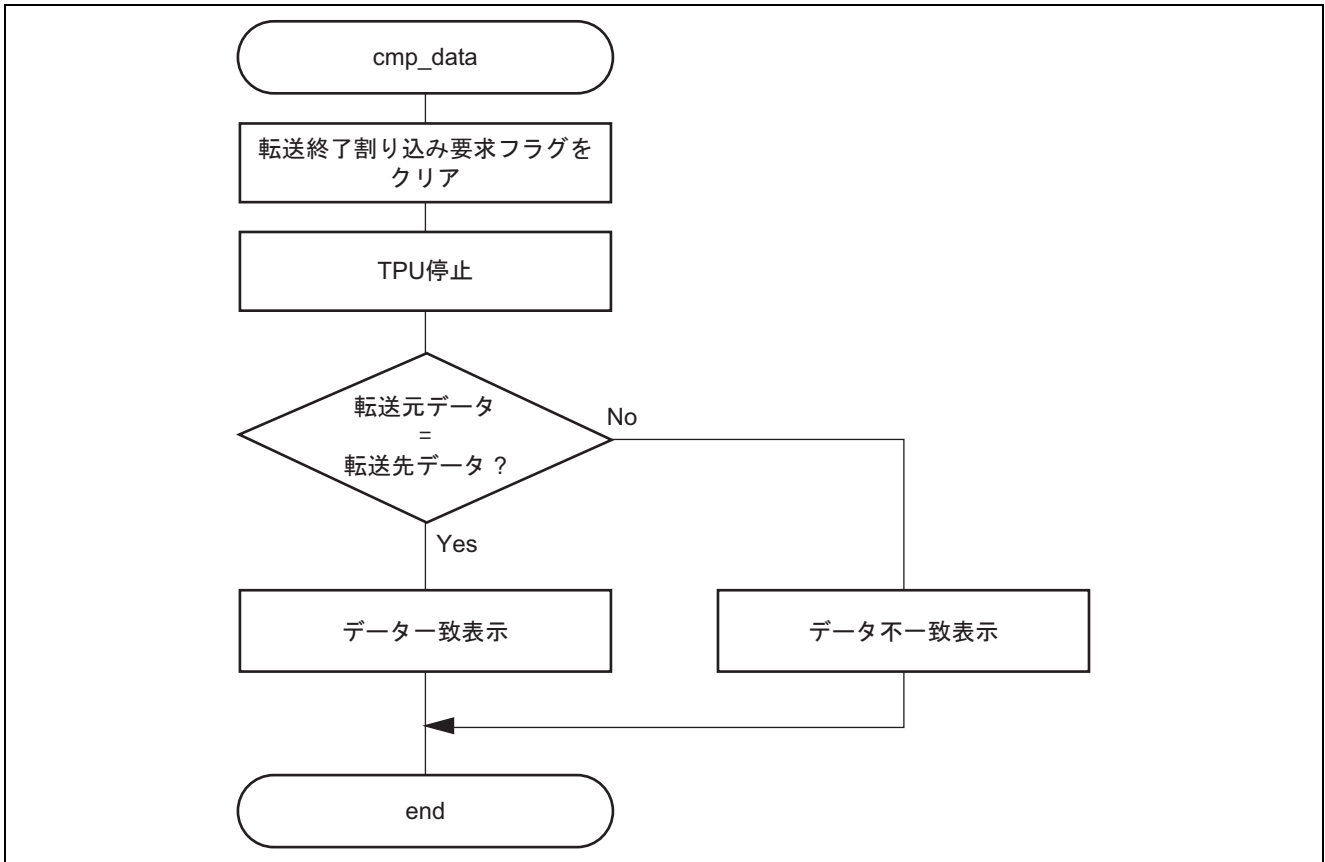 cmp_data
転送終了割り込み要求フラグを
クリア
TPU停止
転送元データ
=
転送先データ ?
No
Yes
データ一致表示
データ不一致表示
end